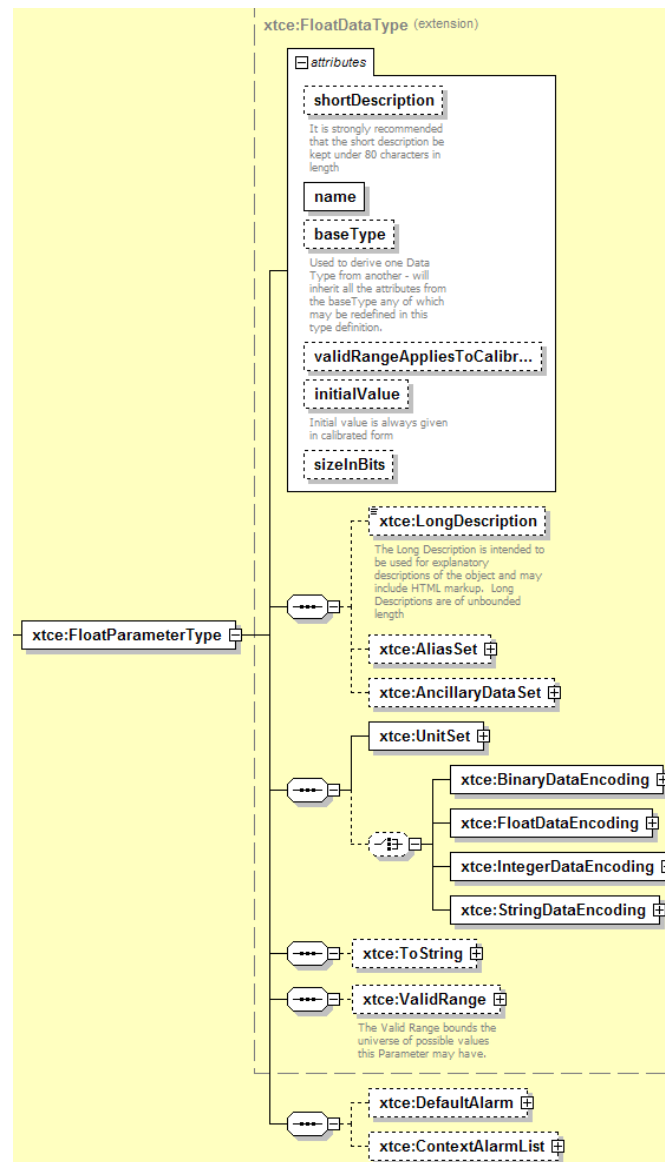 xtce:FloatDataType (extension)
attributes
shortDescription
It is strongly recommended
that the short description be
kept under 80 characters in
length
name
baseType
Used to derive one Data
Type from another - will
inherit all the attributes from
the baseType any of which
may be redefined in this
type definition.
validRangeAppliesToCalibr...
initialValue
Initial value is always given
in calibrated form
sizeInBits
xtce:LongDescription
The Long Description is intended to
be used for explanatory
descriptions of the object and may
include HTML markup. Long
Descriptions are of unbounded
length
xtce:FloatParameterType
xtce:AliasSet
xtce:AncillaryDataSet
xtce:UnitSet
xtce:BinaryDataEncoding
xtce:FloatDataEncoding
xtce:IntegerDataEncoding
xtce:StringDataEncoding
xtce:ToString
xtce:ValidRange
The Valid Range bounds the
universe of possible values
this Parameter may have.
xtce:DefaultAlarm
xtce:ContextAlarmList